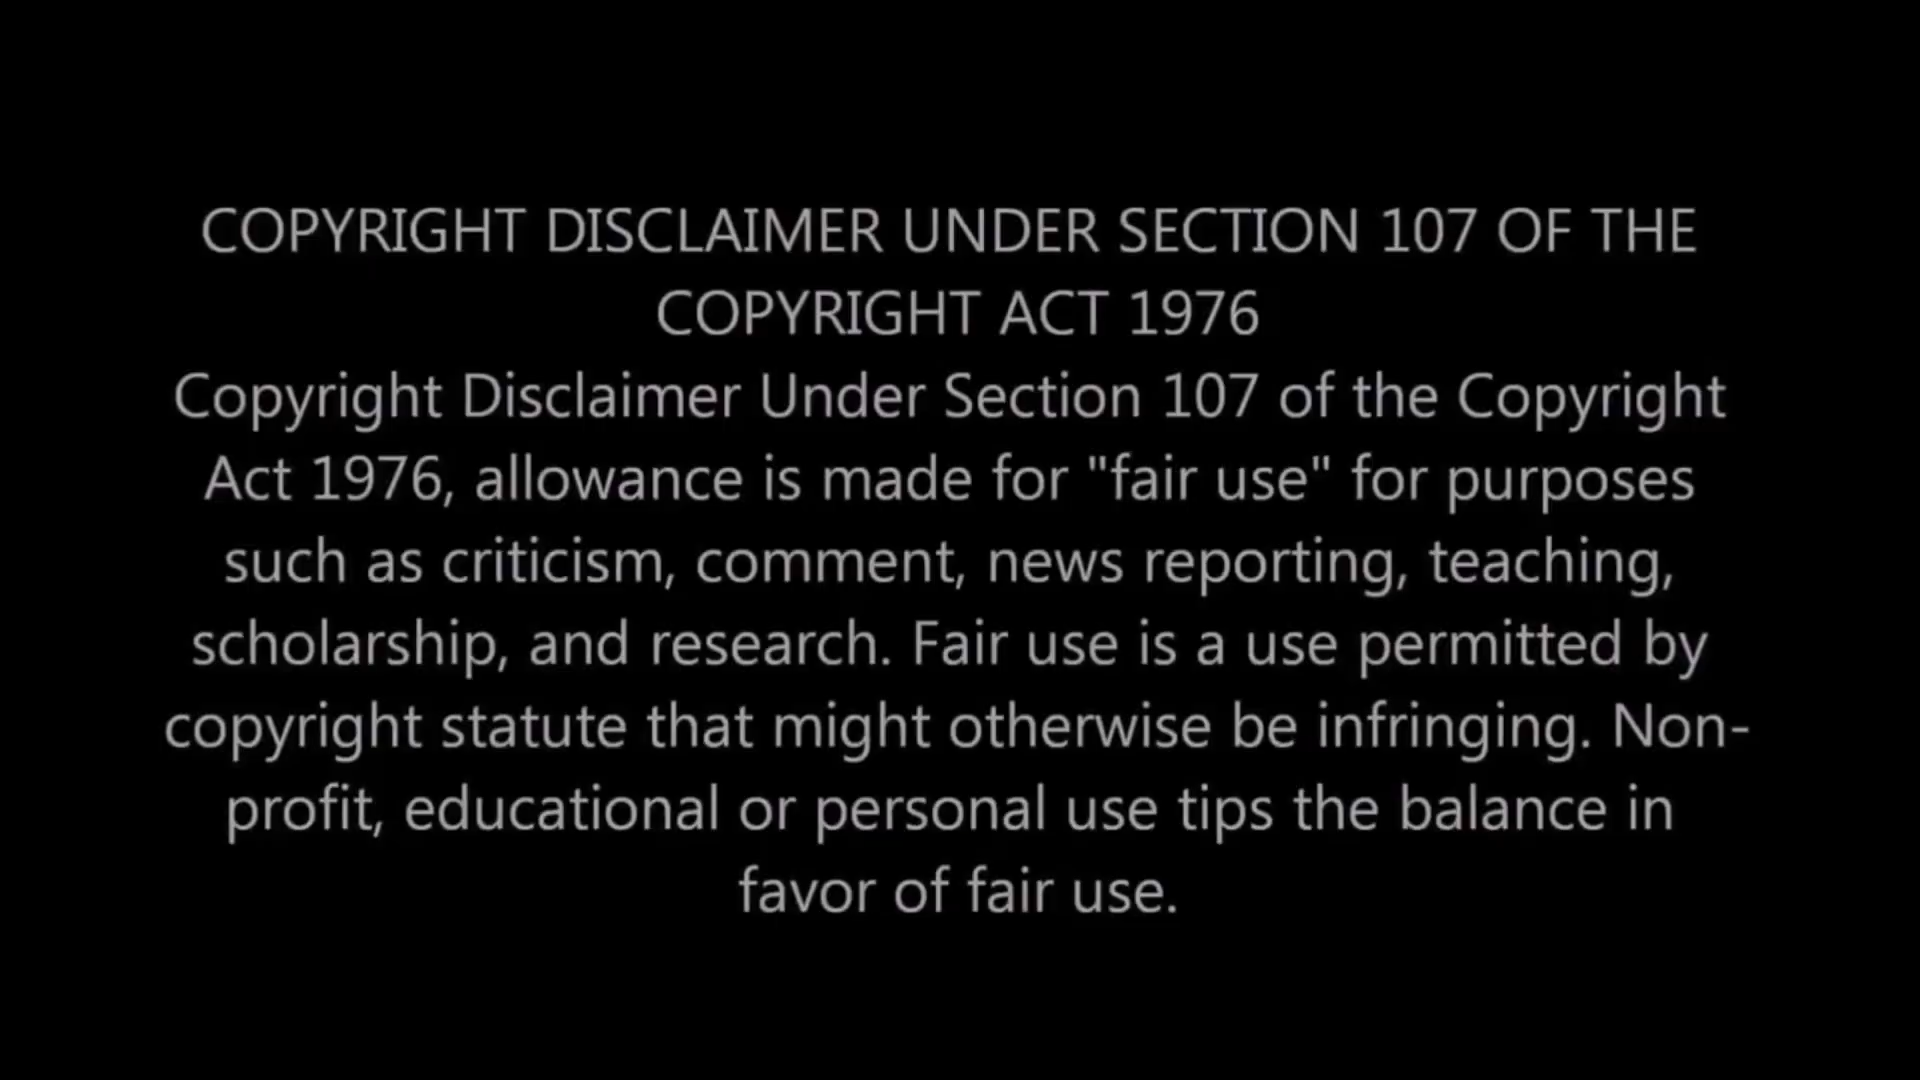 COPYRIGHT DISCLAIMER UNDER SECTION 107 OF THE
COPYRIGHT ACT 1976
Copyright Disclaimer Under Section 107 of the Copyright
Act 1976, allowance is made for "fair use" for purposes
such as criticism, comment, news reporting, teaching,
scholarship, and research. Fair use is a use permitted by
copyright statute that might otherwise be infringing. Non-
profit, educational or personal use tips the balance in
favor of fair use.